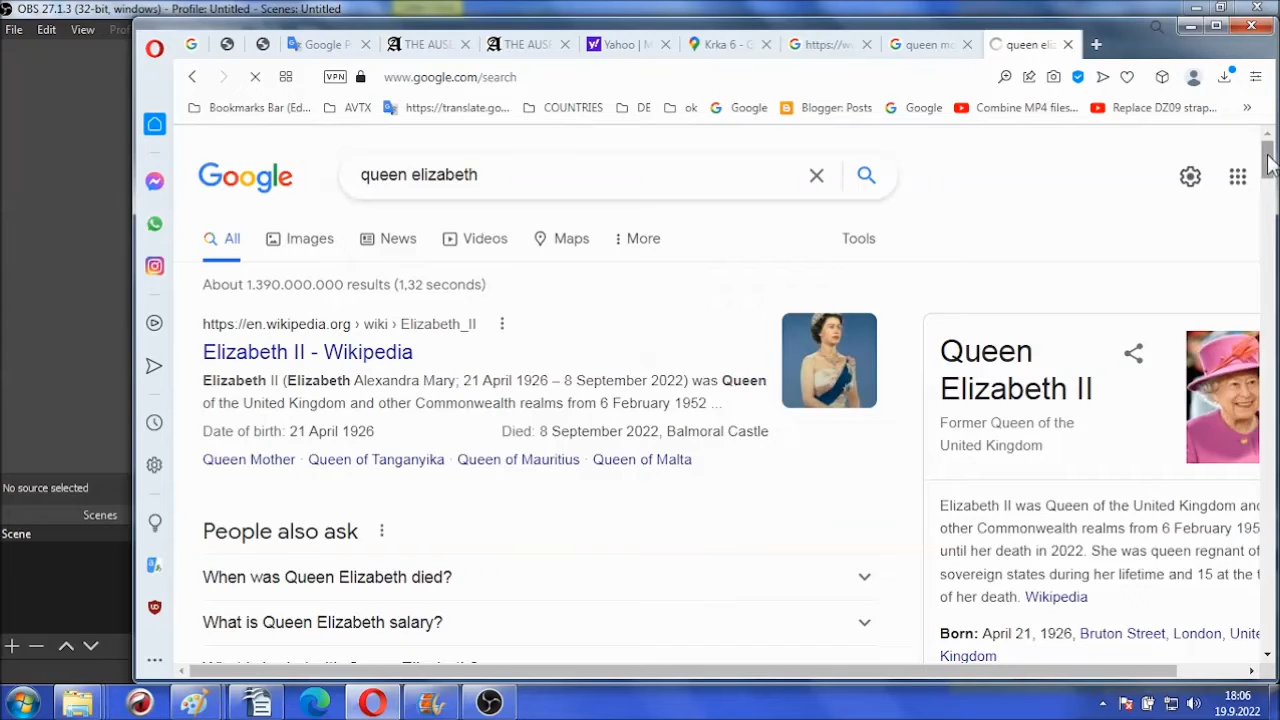 OBS 27.1.3 (32-bit, windows) - Profile: Untitled - Scenes: Untitled
File Edit View Prof
Google P THE AUS THE AUS Yahoo | M Krka 6 - G https://w queen m queen eliz
VPN www.google.com/search
Bookmarks Bar (Ed... AVTX https://translate.go... COUNTRIES DE ok Google Blogger: Posts Google Combine MP4 files... Replace DZ09 strap... »
Google queen elizabeth
All Images News Videos Maps More Tools
About 1.390.000.000 results (1,32 seconds)
https://en.wikipedia.org › wiki › Elizabeth_II
Elizabeth II - Wikipedia
Elizabeth II (Elizabeth Alexandra Mary; 21 April 1926 – 8 September 2022) was Queen
of the United Kingdom and other Commonwealth realms from 6 February 1952 ...
Date of birth: 21 April 1926 Died: 8 September 2022, Balmoral Castle
Queen Mother · Queen of Tanganyika · Queen of Mauritius · Queen of Malta
People also ask
When was Queen Elizabeth died?
What is Queen Elizabeth salary?
Queen
Elizabeth II
Former Queen of the
United Kingdom
Elizabeth II was Queen of the United Kingdom and
other Commonwealth realms from 6 February 195
until her death in 2022. She was queen regnant of
sovereign states during her lifetime and 15 at the t
of her death. Wikipedia
Born: April 21, 1926, Bruton Street, London, Unite
Kingdom
No source selected
Scenes
Scene
18:06
19.9.2022